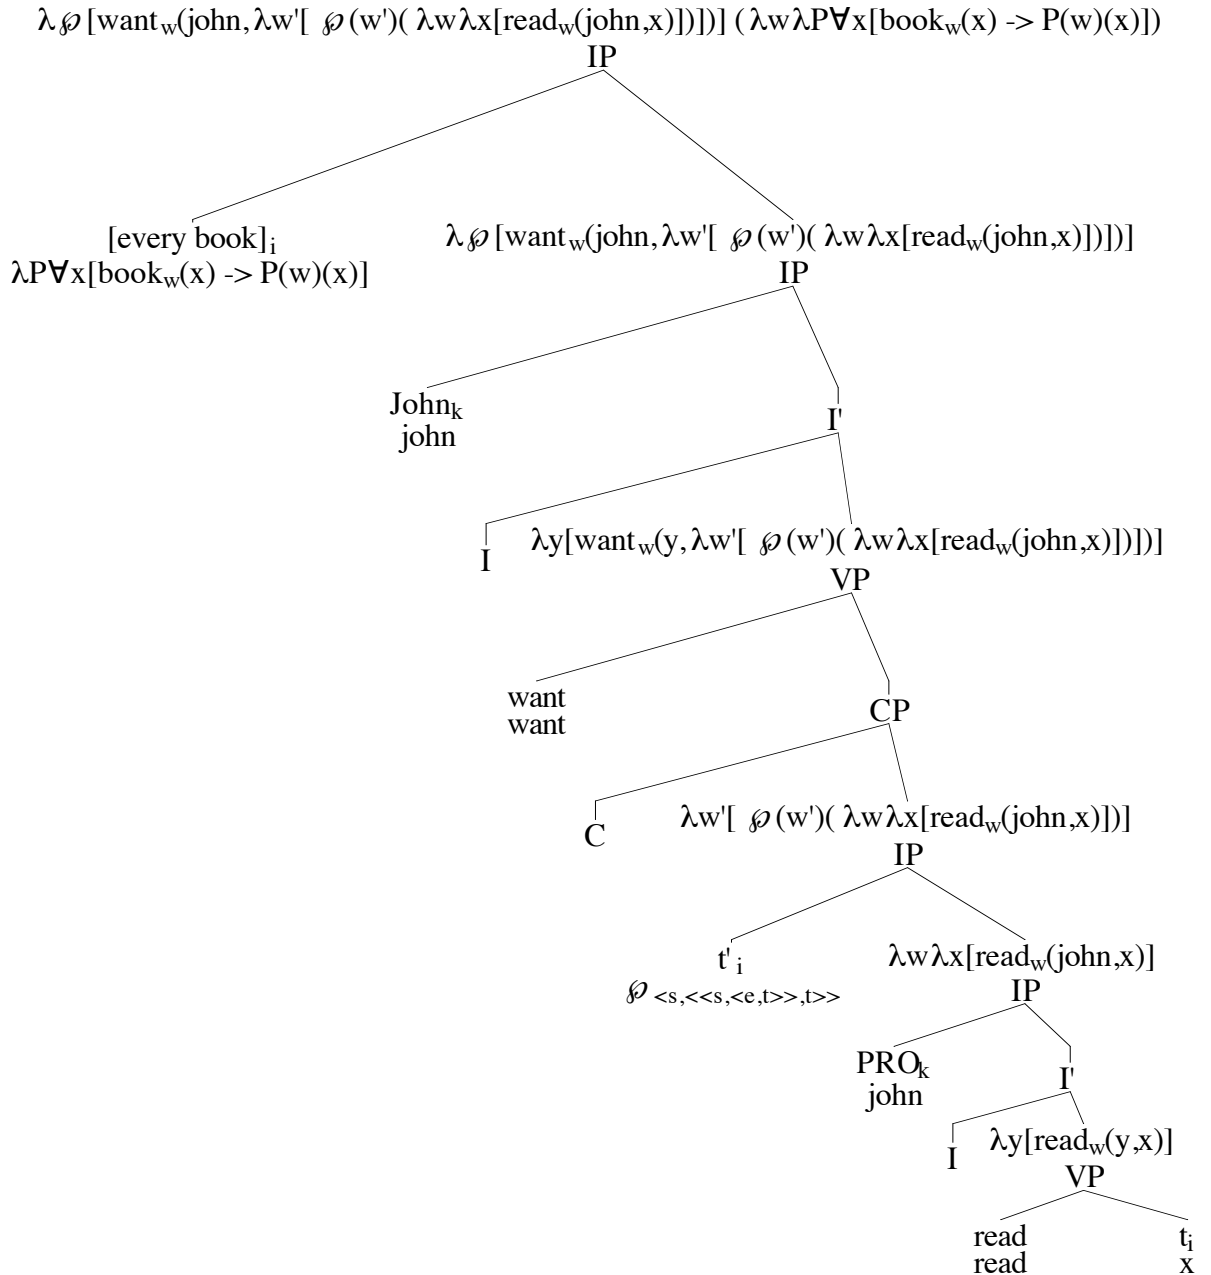 λ℘[want_w(john,λw'[ ℘(w')( λwλx[read_w(john,x)])])] (λwλP∀x[book_w(x) -> P(w)(x)])
IP
[every book]_i
λP∀x[book_w(x) -> P(w)(x)]
λ℘[want_w(john,λw'[ ℘(w')( λwλx[read_w(john,x)])])]
IP
John_k
john
I'
I
λy[want_w(y,λw'[ ℘(w')( λwλx[read_w(john,x)])])]
VP
want
want
CP
C
λw'[ ℘(w')( λwλx[read_w(john,x)])]
IP
t'_i
℘_<s,<<s,<e,t>>,t>>
λwλx[read_w(john,x)]
IP
PRO_k
john
I'
I
λy[read_w(y,x)]
VP
read
read
t_i
x